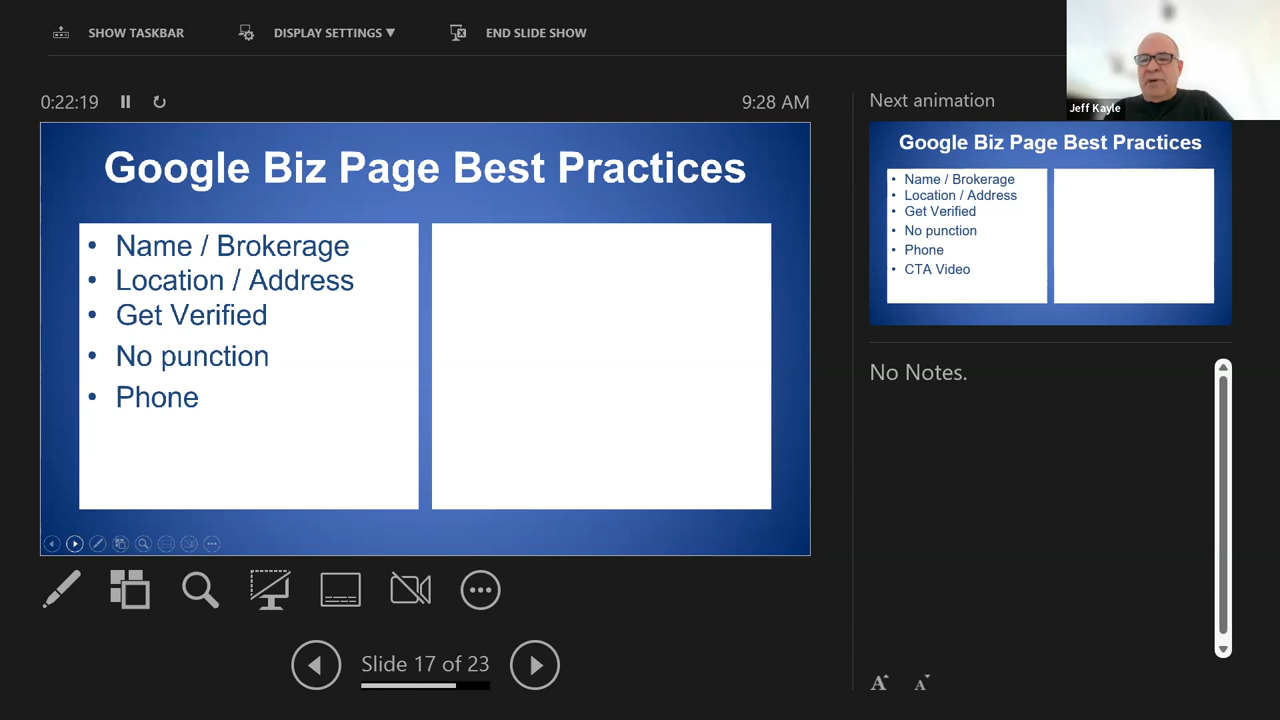 SHOW TASKBAR
DISPLAY SETTINGS ▼
END SLIDE SHOW
0:22:19
9:28 AM
Google Biz Page Best Practices
• Name / Brokerage
• Location / Address
• Get Verified
• No punction
• Phone
Slide 17 of 23
Next animation
Jeff Kayle
Google Biz Page Best Practices
• Name / Brokerage
• Location / Address
• Get Verified
• No punction
• Phone
• CTA Video
No Notes.
A A